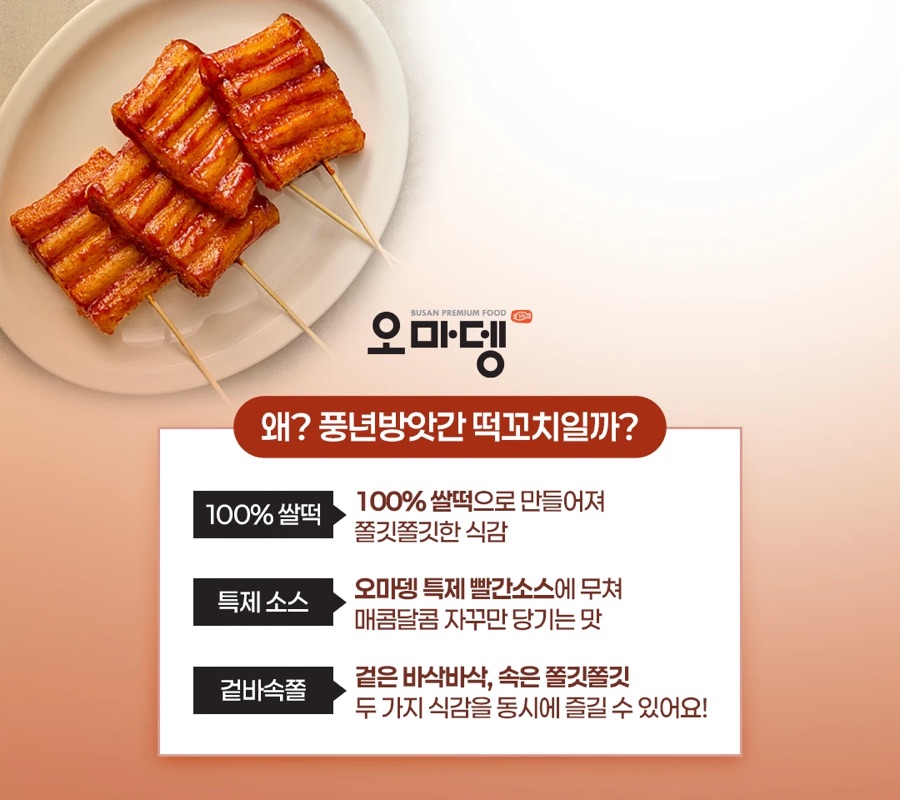 BUSAN PREMIUM FOOD
오마뎅
왜? 풍년방앗간 떡꼬치일까?
100% 쌀떡
100% 쌀떡으로 만들어져
쫄깃쫄깃한 식감
특제 소스
오마뎅 특제 빨간소스에 무쳐
매콤달콤 자꾸만 당기는 맛
겉바속쫄
겉은 바삭바삭, 속은 쫄깃쫄깃
두 가지 식감을 동시에 즐길 수 있어요!